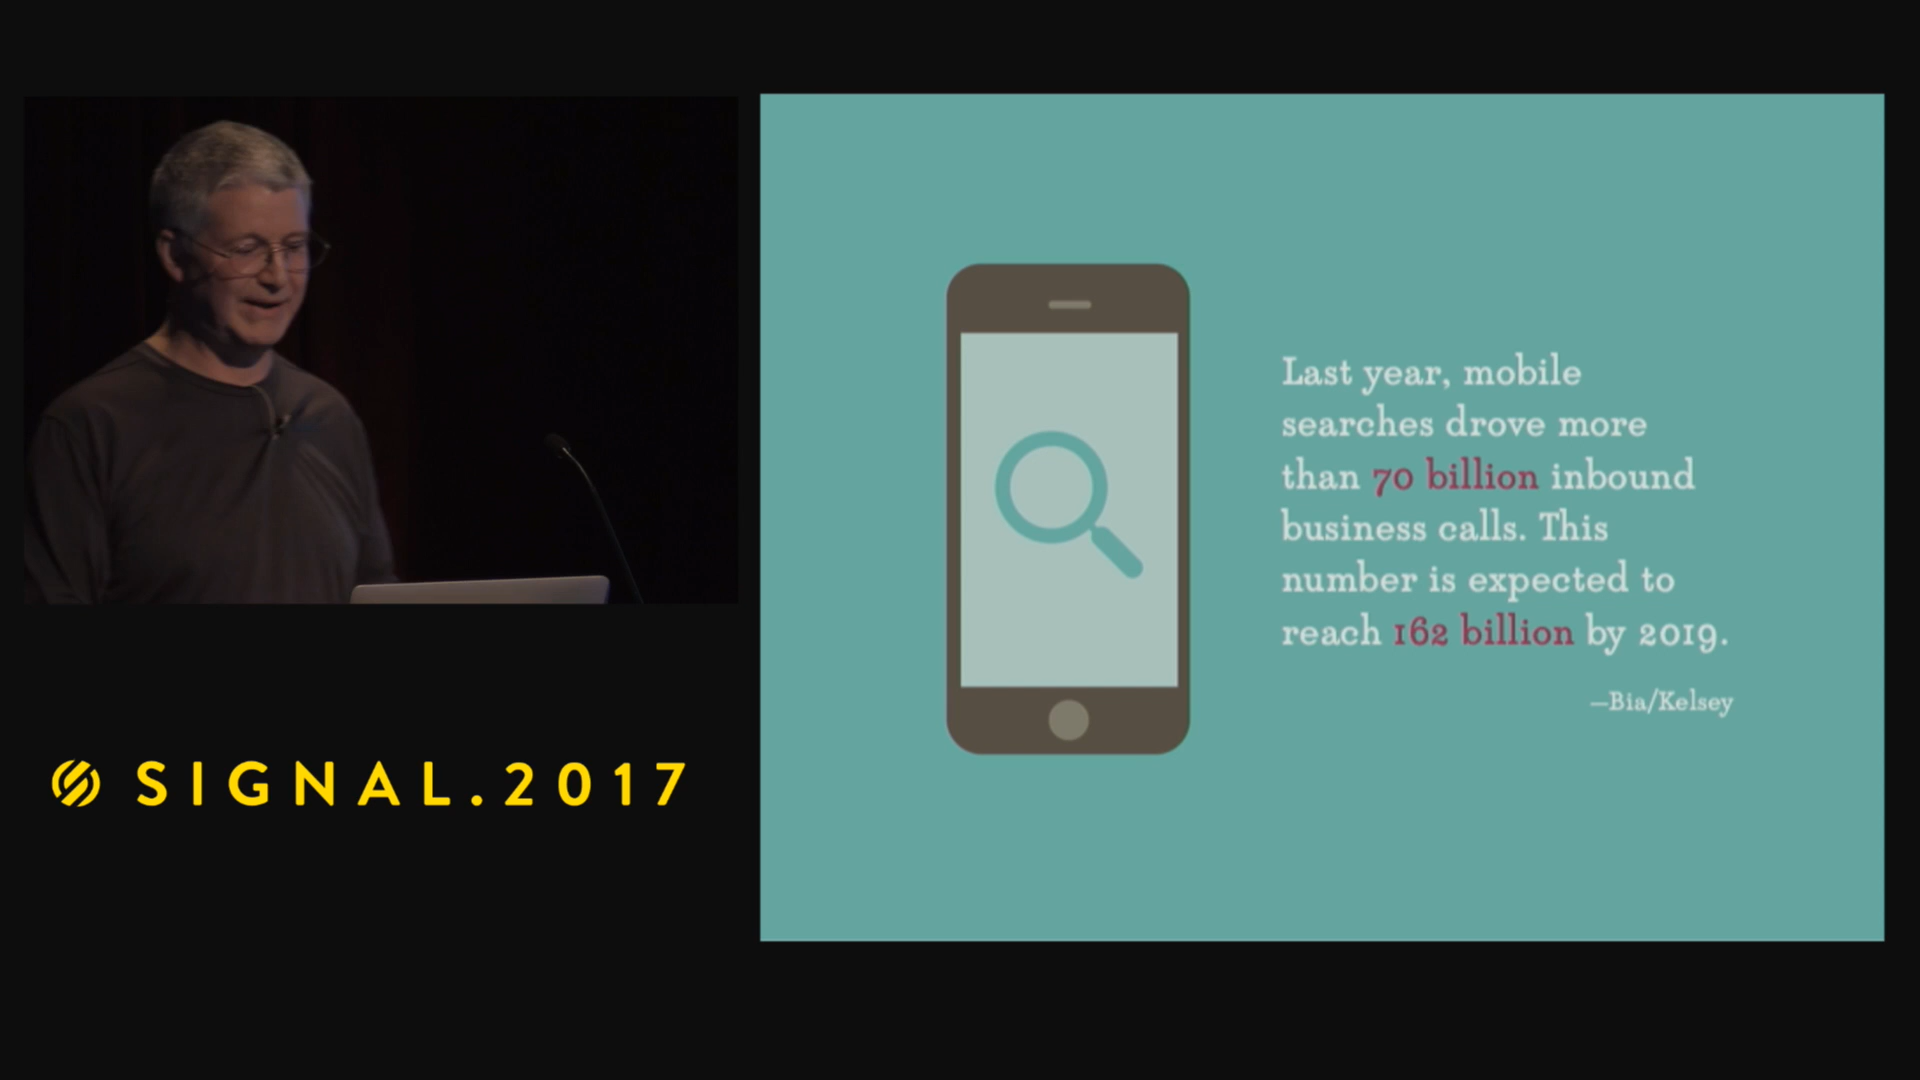 Last year, mobile
searches drove more
than 70 billion inbound
business calls. This
number is expected to
reach 162 billion by 2019.
—Bia/Kelsey
SIGNAL.2017